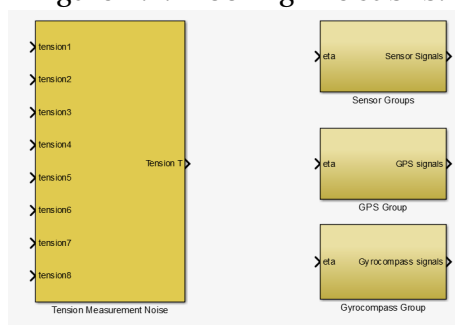 tension1
tension2
tension3
tension4
tension5
tension6
tension7
tension8
Tension T
Tension Measurement Noise
eta Sensor Signals
Sensor Groups
eta GPS signals
GPS Group
eta Gyrocompass signals
Gyrocompass Group